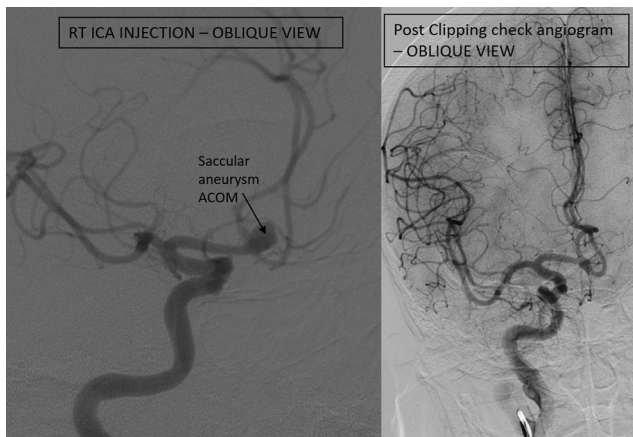 RT ICA INJECTION – OBLIQUE VIEW
Post Clipping check angiogram
– OBLIQUE VIEW
Saccular
aneurysm
ACOM